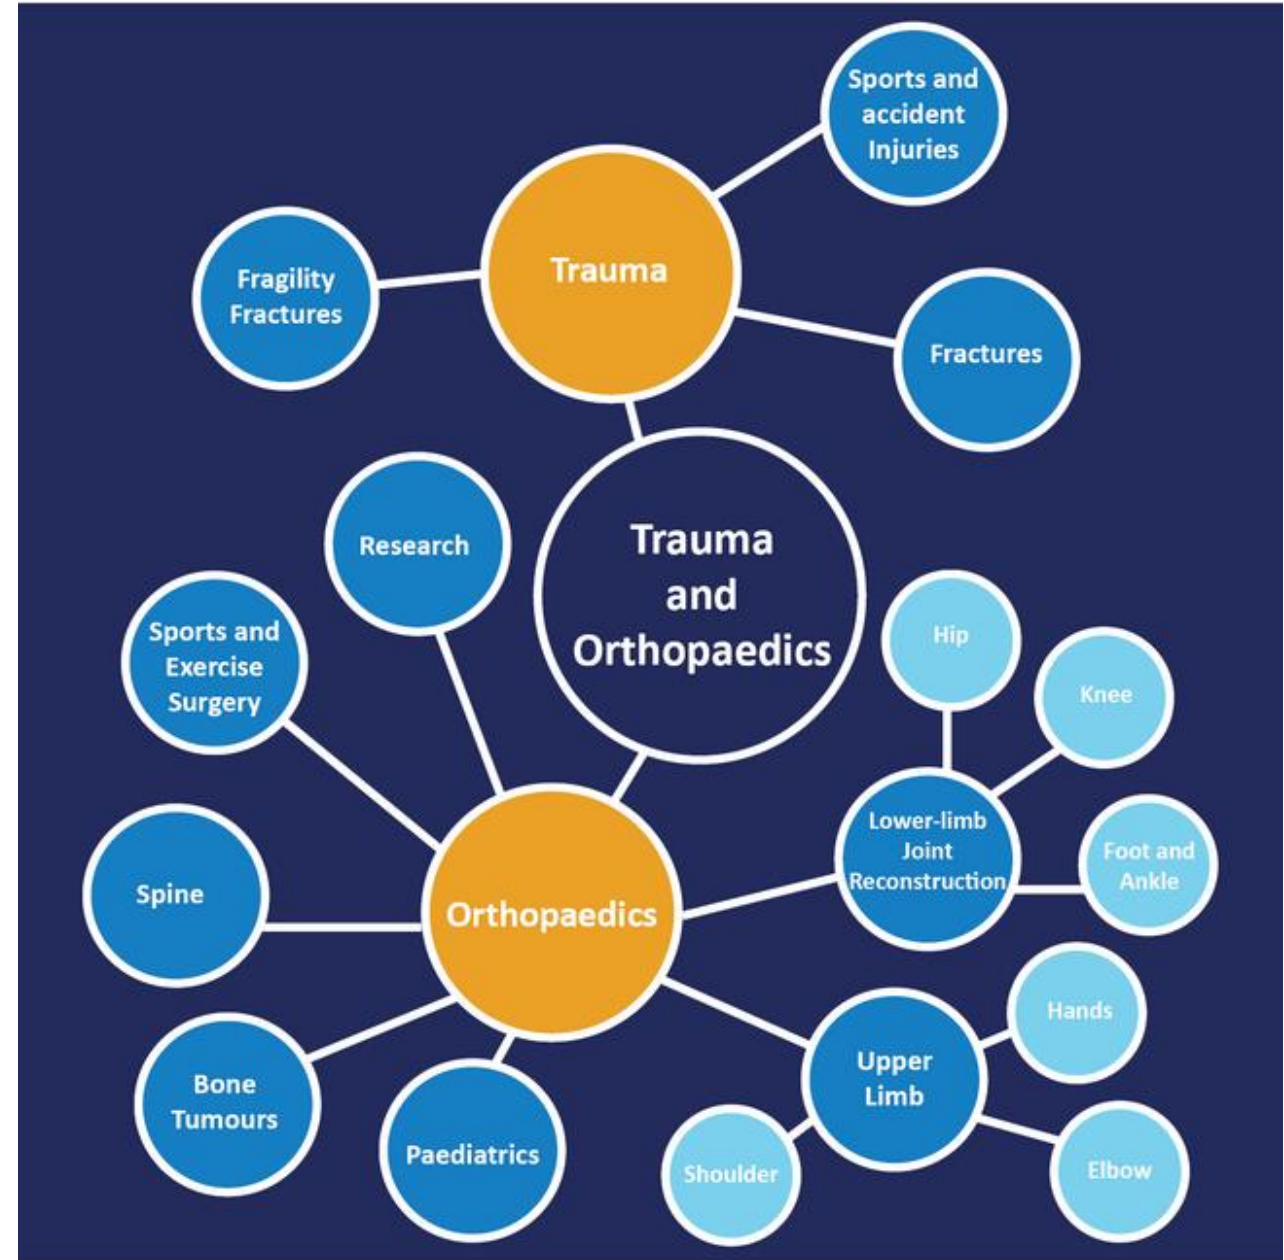 Sports and
accident
Injuries
Trauma
Fragility
Fractures
Fractures
Trauma
and
Orthopaedics
Research
Sports and
Exercise
Surgery
Hip
Knee
Lower-limb
Joint
Reconstruction
Foot and
Ankle
Spine
Orthopaedics
Hands
Upper
Limb
Bone
Tumours
Paediatrics
Shoulder
Elbow